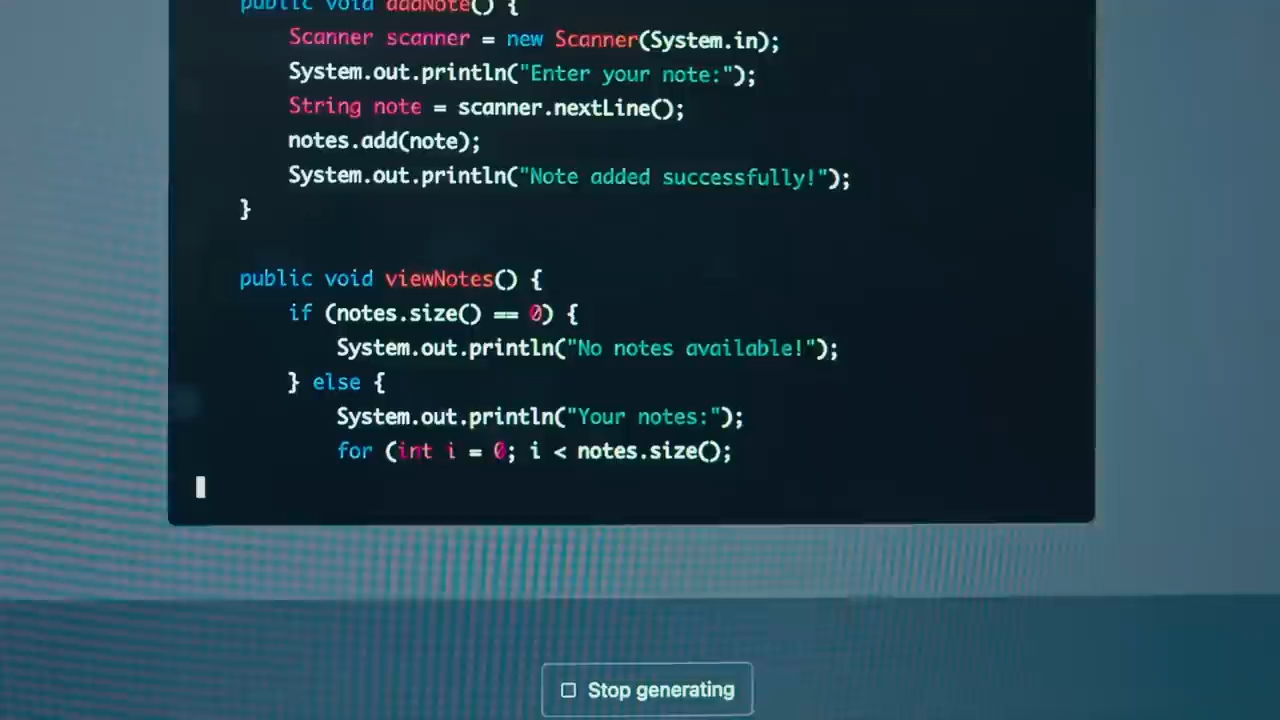 public void addNote() {
Scanner scanner = new Scanner(System.in);
System.out.println("Enter your note:");
String note = scanner.nextLine();
notes.add(note);
System.out.println("Note added successfully!");
}
public void viewNotes() {
if (notes.size() == 0) {
System.out.println("No notes available!");
} else {
System.out.println("Your notes:");
for (int i = 0; i < notes.size();
Stop generating